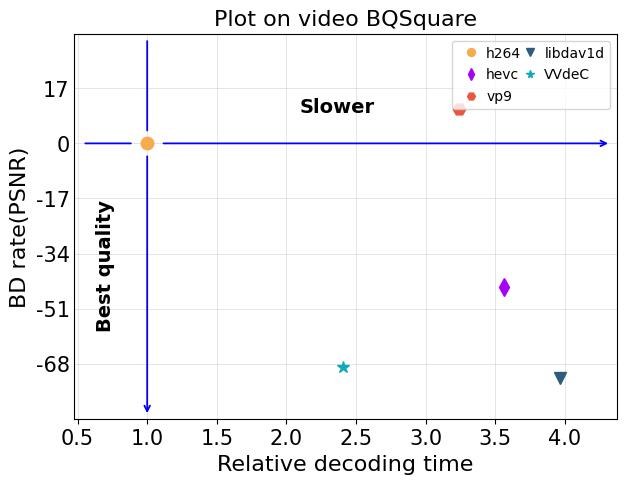 Plot on video BQSquare
h264
libdav1d
hevc
VVdeC
vp9
Slower
Best quality
BD rate(PSNR)
17
0
-17
-34
-51
-68
0.5
1.0
1.5
2.0
2.5
3.0
3.5
4.0
Relative decoding time